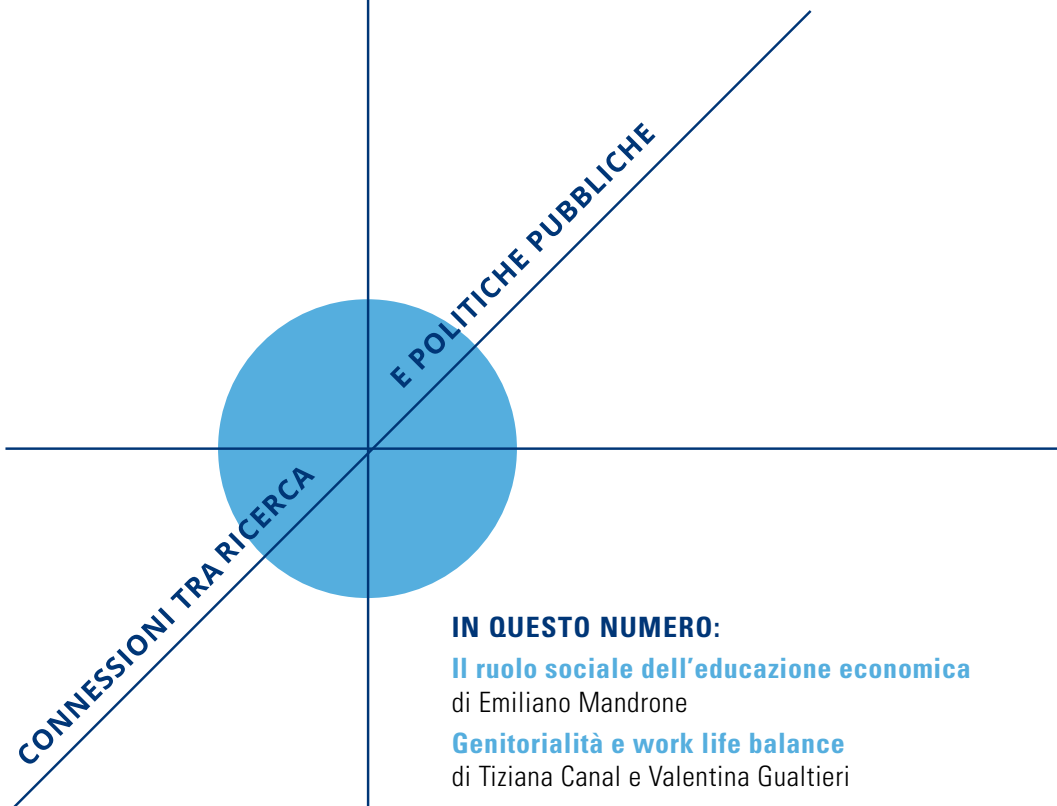 CONNESSIONI TRA RICERCA
E POLITICHE PUBBLICHE
IN QUESTO NUMERO:
Il ruolo sociale dell’educazione economica
di Emiliano Mandrone
Genitorialità e work life balance
di Tiziana Canal e Valentina Gualtieri